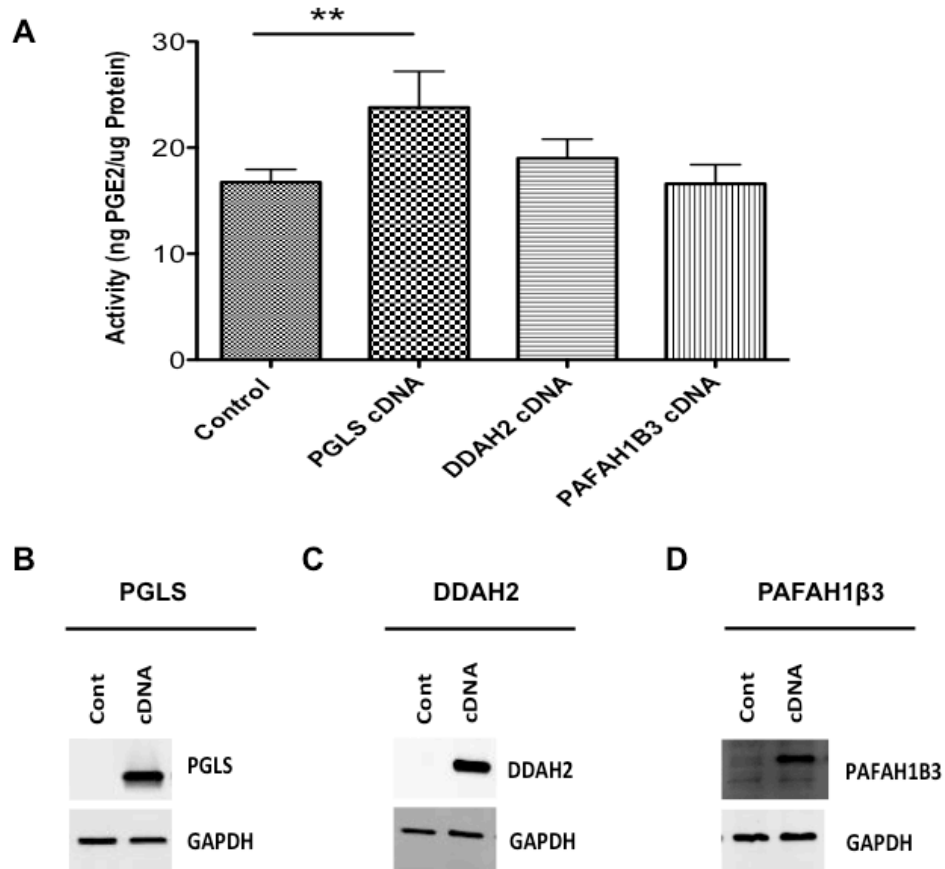 A
**
Activity (ng PGE2/ug Protein)
30
20
10
0
Control
PGLS cDNA
DDAH2 cDNA
PAFAH1B3 cDNA
B
PGLS
Cont
cDNA
PGLS
GAPDH
C
DDAH2
Cont
cDNA
DDAH2
GAPDH
D
PAFAH1β3
Cont
cDNA
PAFAH1B3
GAPDH